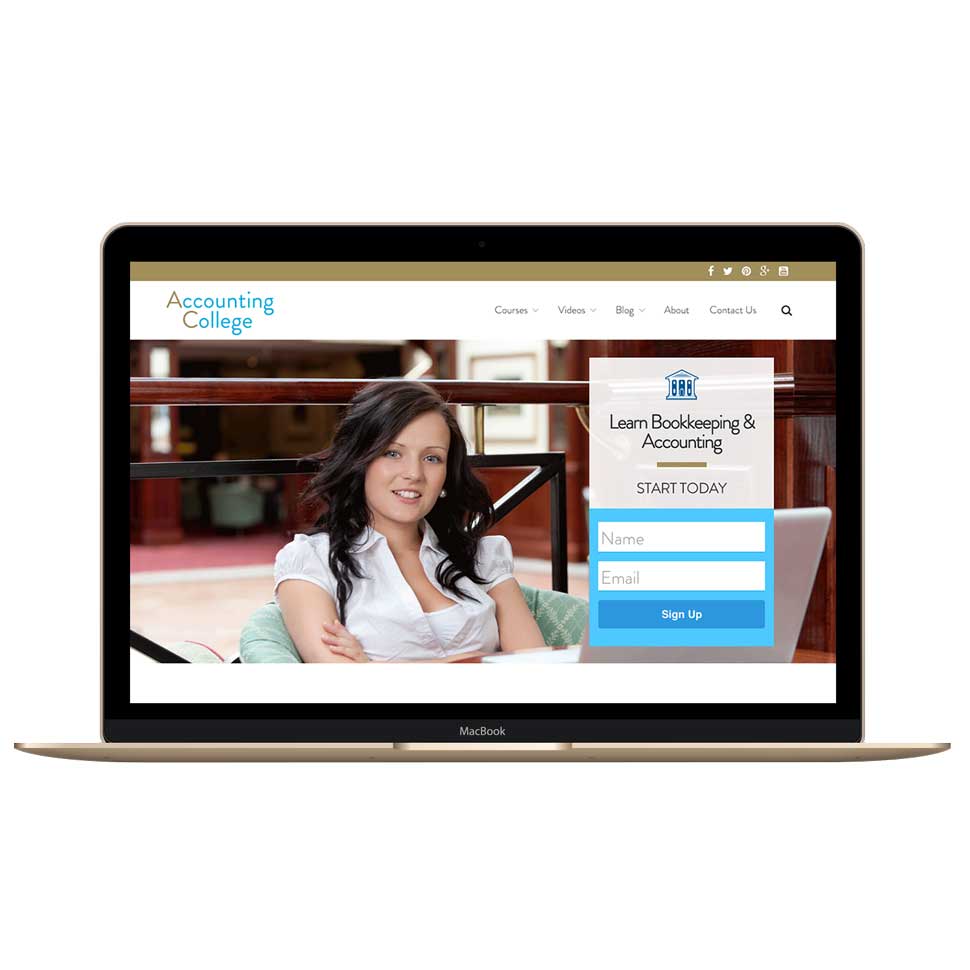 Accounting
College
Courses
Videos
Blog
About
Contact Us
Learn Bookkeeping &
Accounting
START TODAY
Name
Email
Sign Up
MacBook